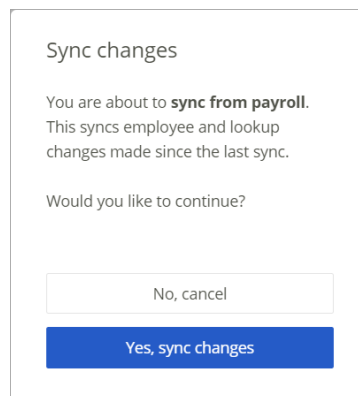 Sync changes
You are about to sync from payroll.
This syncs employee and lookup
changes made since the last sync.
Would you like to continue?
No, cancel
Yes, sync changes